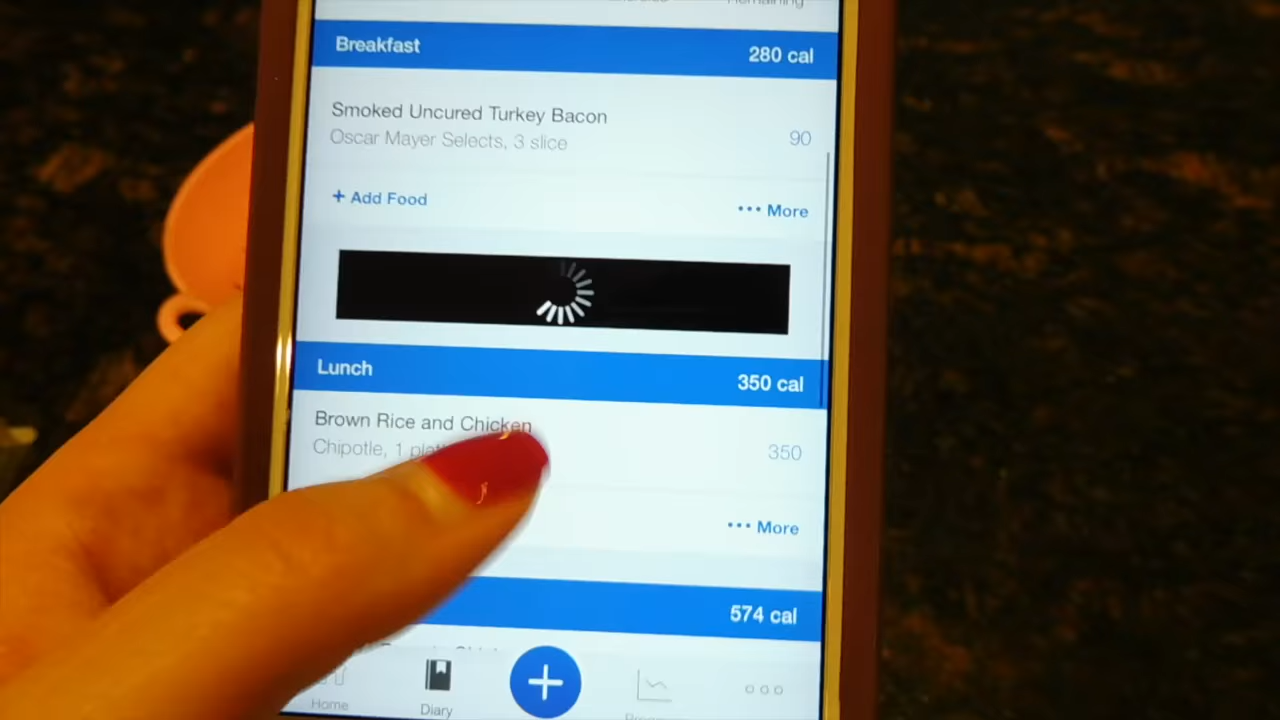 Remaining
Breakfast 280 cal
Smoked Uncured Turkey Bacon
Oscar Mayer Selects, 3 slice 90
+ Add Food ••• More
Lunch 350 cal
Brown Rice and Chicken
Chipotle, 1 350
••• More
574 cal
Home Diary